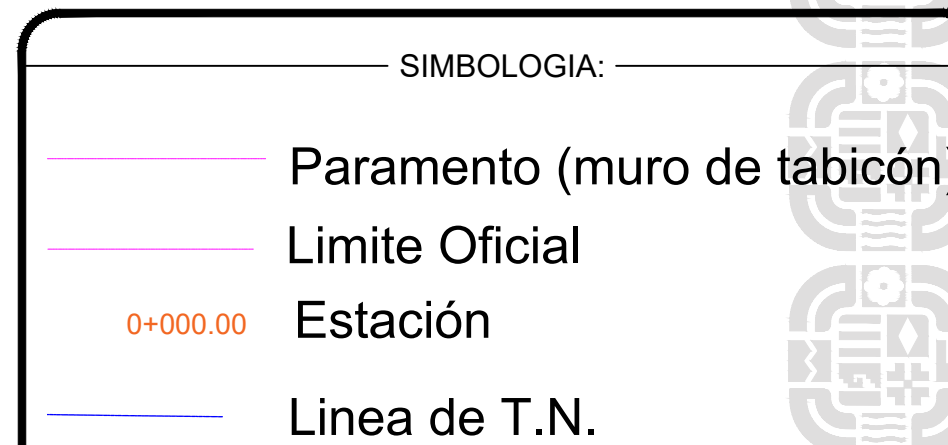 SIMBOLOGIA:
Paramento (muro de tabicón)
Limite Oficial
0+000.00 Estación
Linea de T.N.